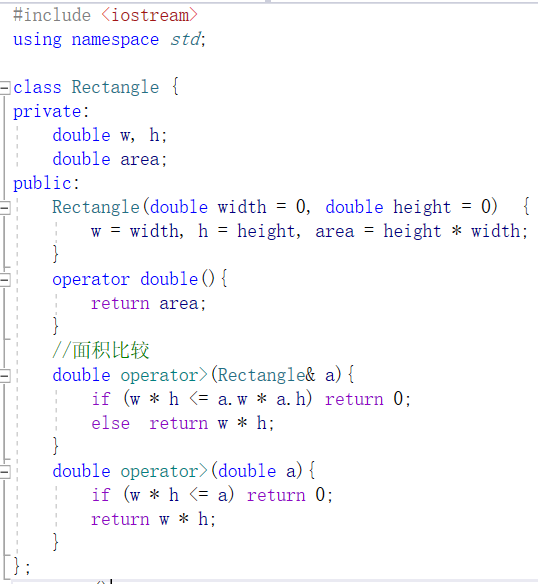 #include <iostream>
using namespace std;
class Rectangle {
private:
    double w, h;
    double area;
public:
    Rectangle(double width = 0, double height = 0)  {
        w = width, h = height, area = height * width;
    }
    operator double(){
        return area;
    }
    //面积比较
    double operator>(Rectangle& a){
        if (w * h <= a.w * a.h) return 0;
        else  return w * h;
    }
    double operator>(double a){
        if (w * h <= a) return 0;
        return w * h;
    }
};